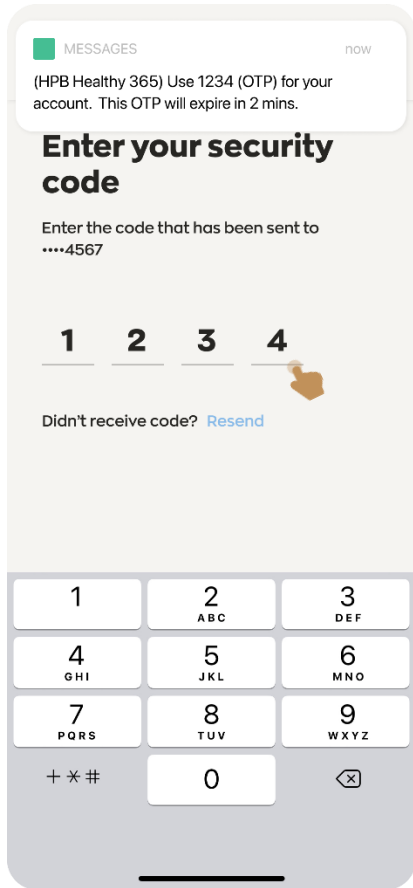 MESSAGES now
(HPB Healthy 365) Use 1234 (OTP) for your
account. This OTP will expire in 2 mins.
Enter your security
code
Enter the code that has been sent to
••••4567
1 2 3 4
Didn't receive code? Resend
1 2 3
ABC DEF
4 5 6
GHI JKL MNO
7 8 9
PQRS TUV WXYZ
+*# 0